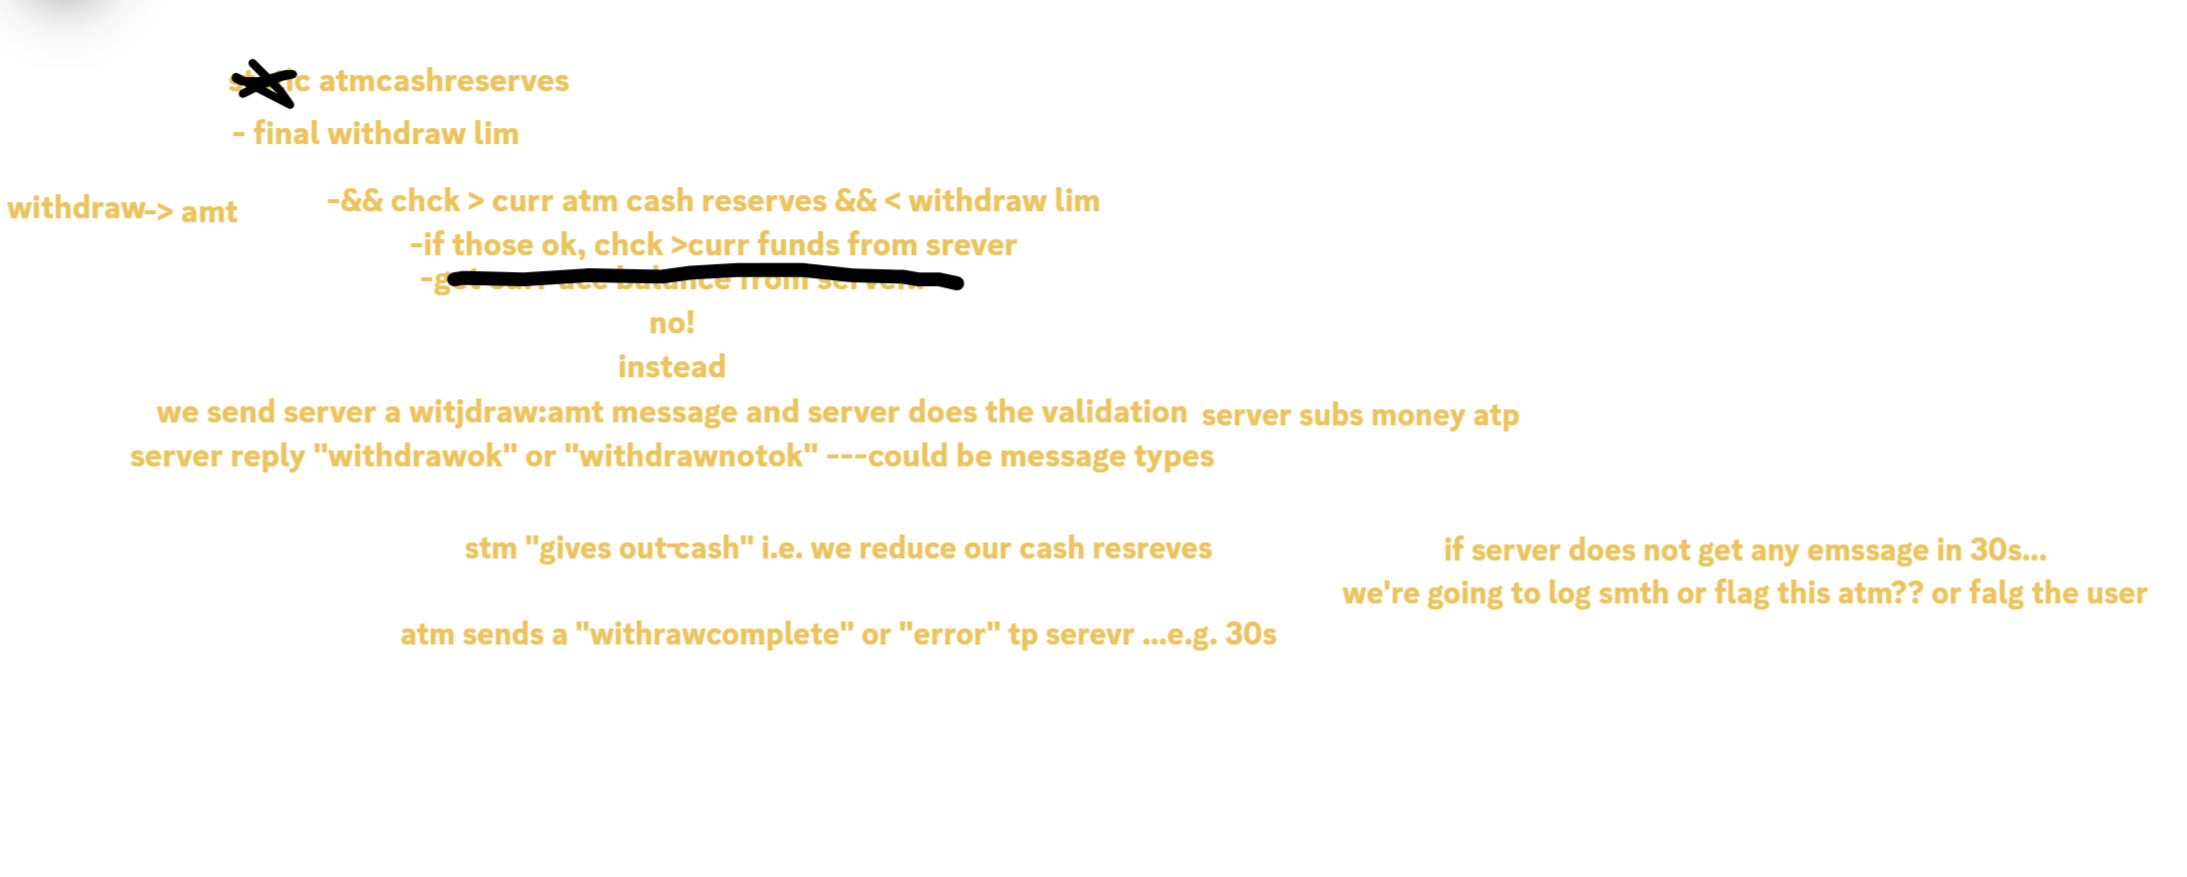 atmcashreserves
- final withdraw lim
withdraw-> amt
-&& chck > curr atm cash reserves && < withdraw lim
-if those ok, chck >curr funds from srever
no!
instead
we send server a witjdraw:amt message and server does the validation
server subs money atp
server reply "withdrawok" or "withdrawnotok" ---could be message types
stm "gives out cash" i.e. we reduce our cash resreves
if server does not get any emssage in 30s...
we're going to log smth or flag this atm?? or falg the user
atm sends a "withrawcomplete" or "error" tp serevr ...e.g. 30s